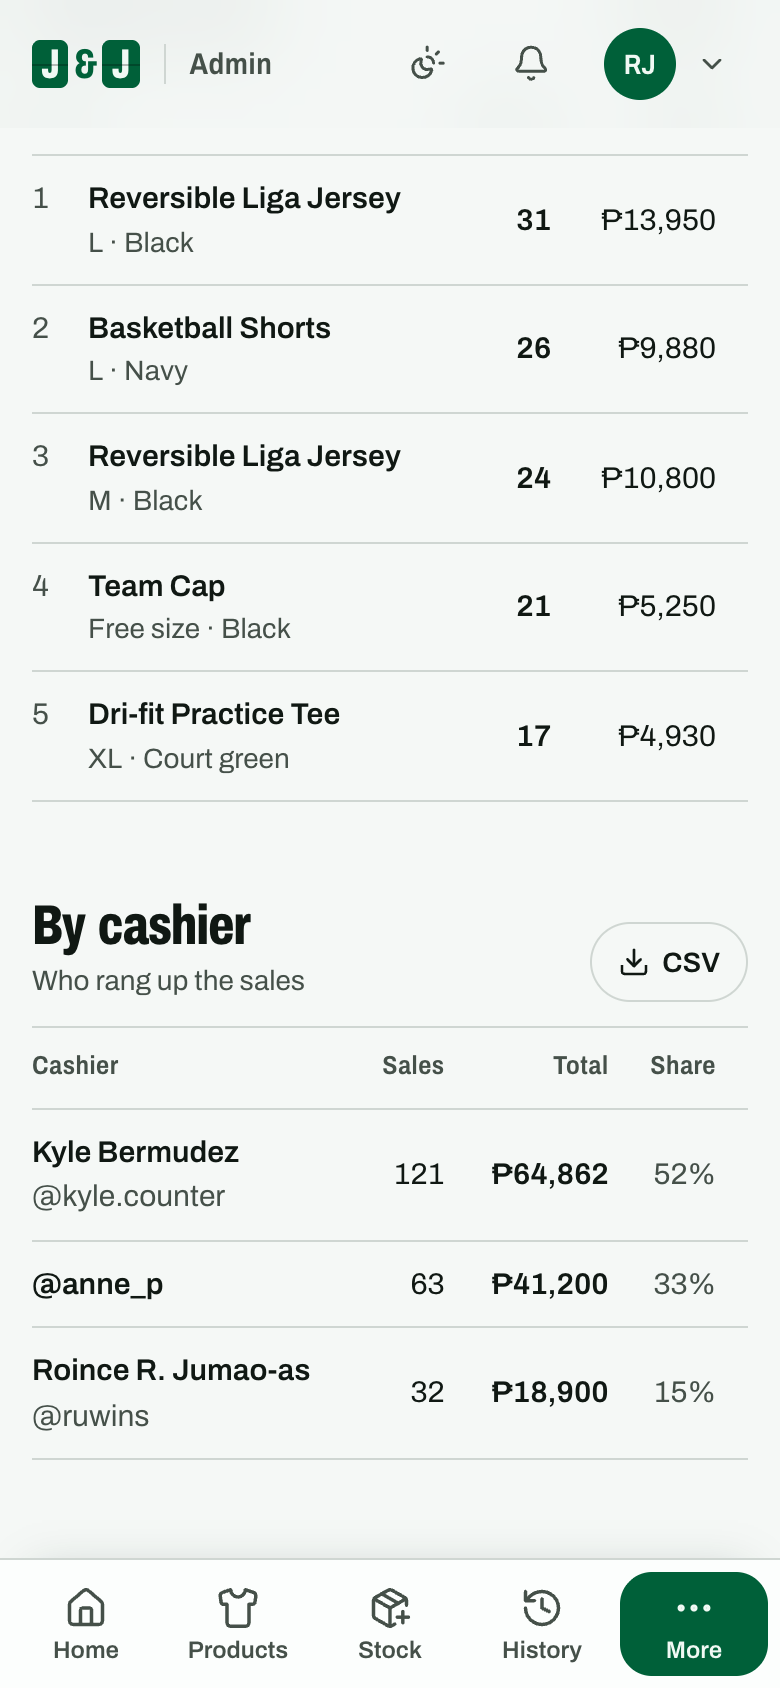 J & J Admin RJ
1 Reversible Liga Jersey 31 ₱13,950
L · Black
2 Basketball Shorts 26 ₱9,880
L · Navy
3 Reversible Liga Jersey 24 ₱10,800
M · Black
4 Team Cap 21 ₱5,250
Free size · Black
5 Dri-fit Practice Tee 17 ₱4,930
XL · Court green
By cashier
Who rang up the sales
CSV
Cashier Sales Total Share
Kyle Bermudez 121 ₱64,862 52%
@kyle.counter
@anne_p 63 ₱41,200 33%
Roince R. Jumao-as 32 ₱18,900 15%
@ruwins
Home Products Stock History More